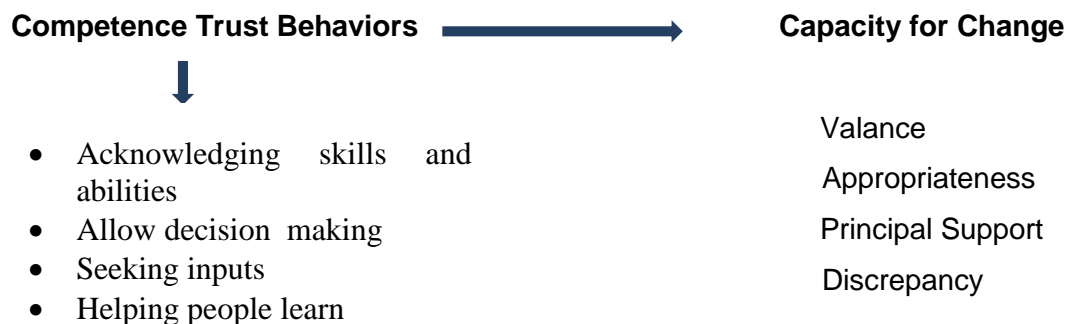 Competence Trust Behaviors
Capacity for Change
• Acknowledging skills and
abilities
• Allow decision making
• Seeking inputs
• Helping people learn
Valance
Appropriateness
Principal Support
Discrepancy